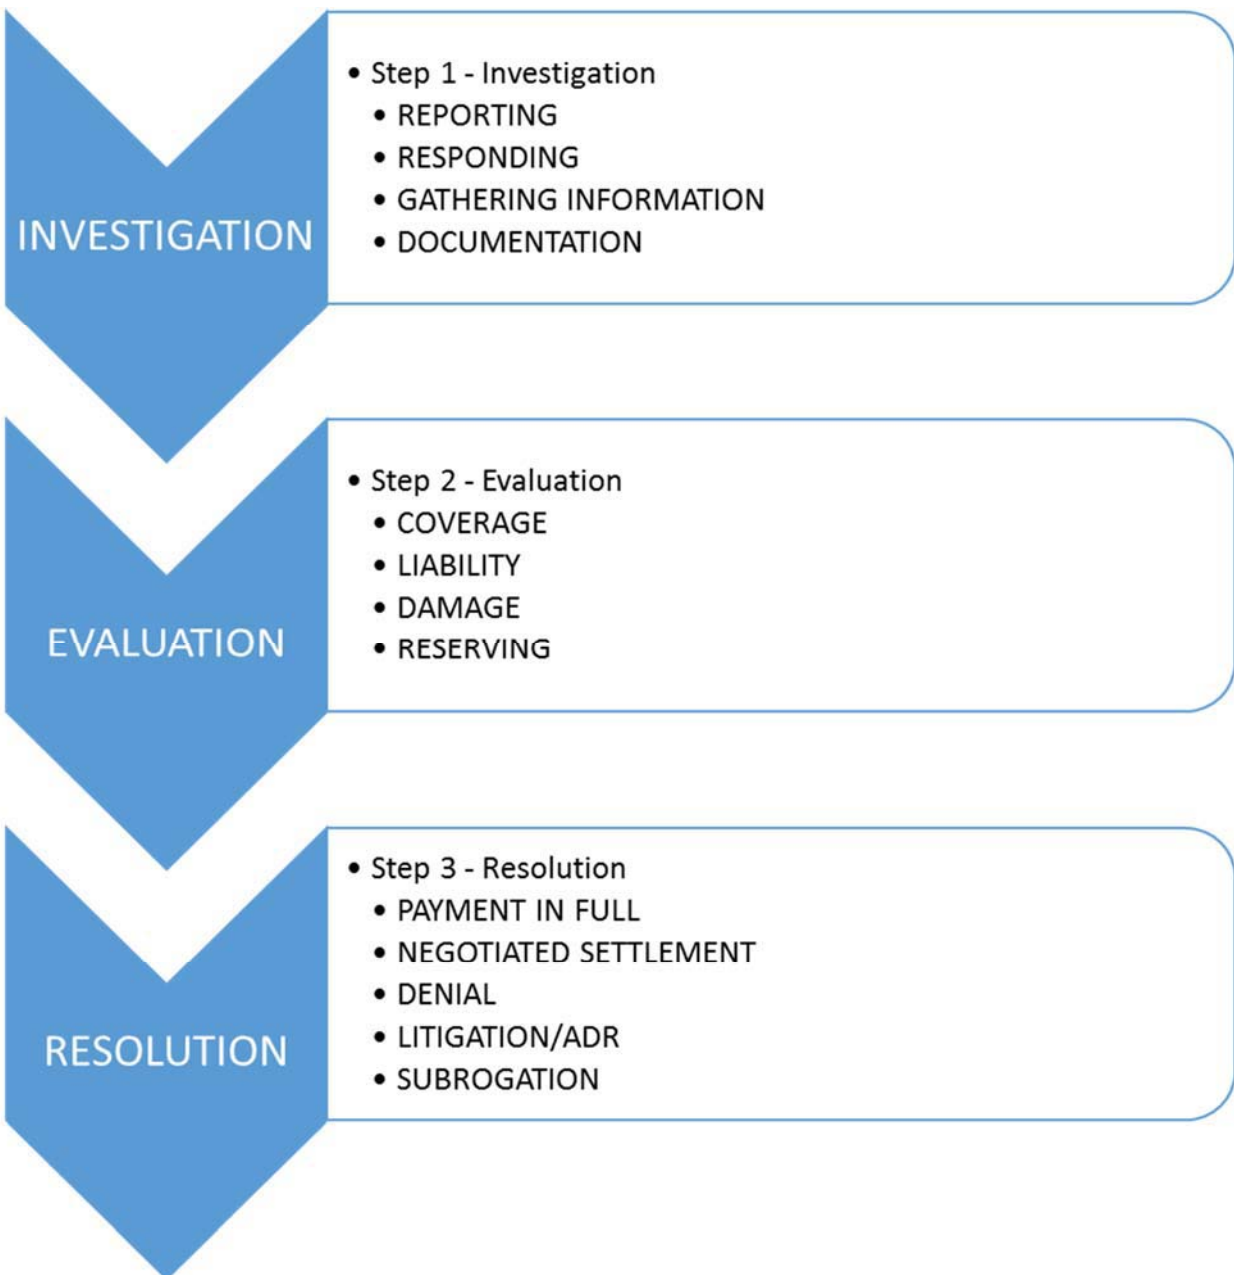 INVESTIGATION
• Step 1 - Investigation
• REPORTING
• RESPONDING
• GATHERING INFORMATION
• DOCUMENTATION
EVALUATION
• Step 2 - Evaluation
• COVERAGE
• LIABILITY
• DAMAGE
• RESERVING
RESOLUTION
• Step 3 - Resolution
• PAYMENT IN FULL
• NEGOTIATED SETTLEMENT
• DENIAL
• LITIGATION/ADR
• SUBROGATION